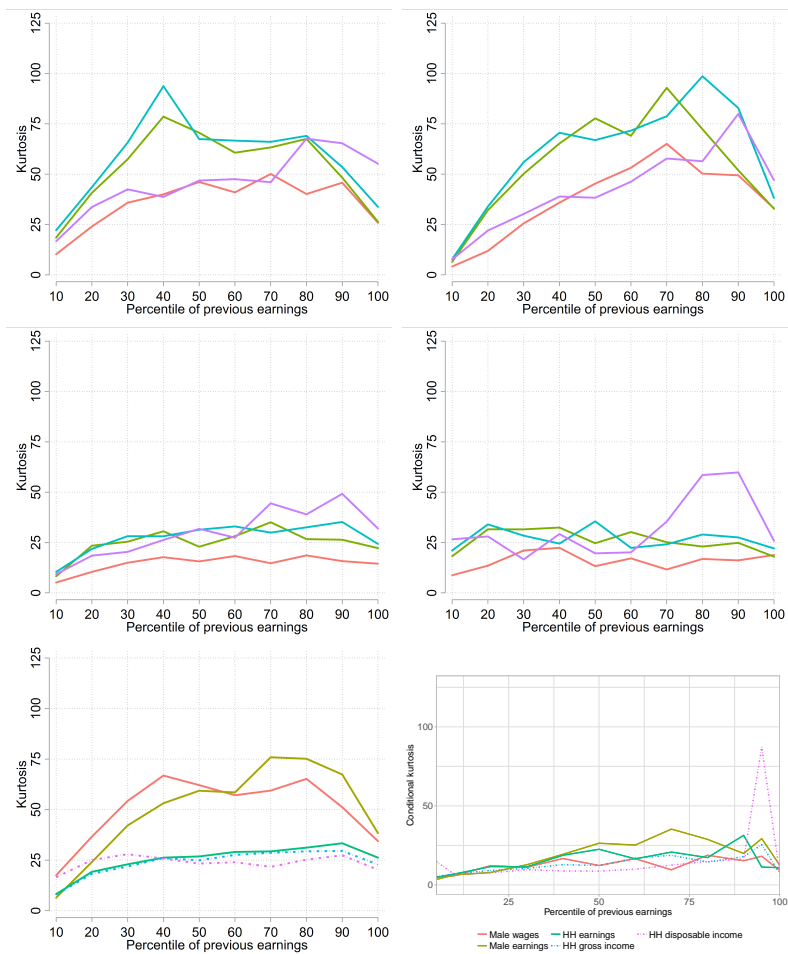 125
100
75
50
25
0
Kurtosis
10 20 30 40 50 60 70 80 90 100
Percentile of previous earnings
125
100
75
50
25
0
Kurtosis
10 20 30 40 50 60 70 80 90 100
Percentile of previous earnings
125
100
75
50
25
0
Kurtosis
10 20 30 40 50 60 70 80 90 100
Percentile of previous earnings
125
100
75
50
25
0
Kurtosis
10 20 30 40 50 60 70 80 90 100
Percentile of previous earnings
125
100
75
50
25
0
Kurtosis
10 20 30 40 50 60 70 80 90 100
Percentile of previous earnings
100
50
0
Conditional kurtosis
25 50 75 100
Percentile of previous earnings
Male wages HH earnings HH disposable income
Male earnings HH gross income